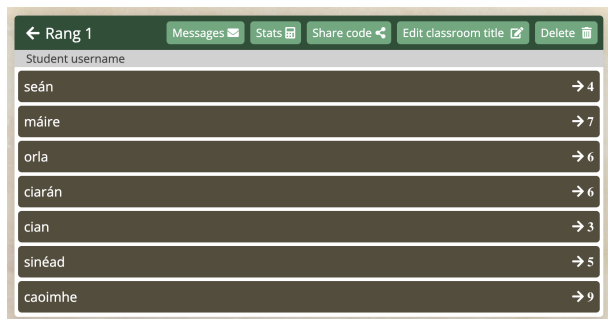 Rang 1 Messages Stats Share code Edit classroom title Delete
Student username
seán 4
máire 7
orla 6
ciarán 6
cian 3
sinéad 5
caoimhe 9